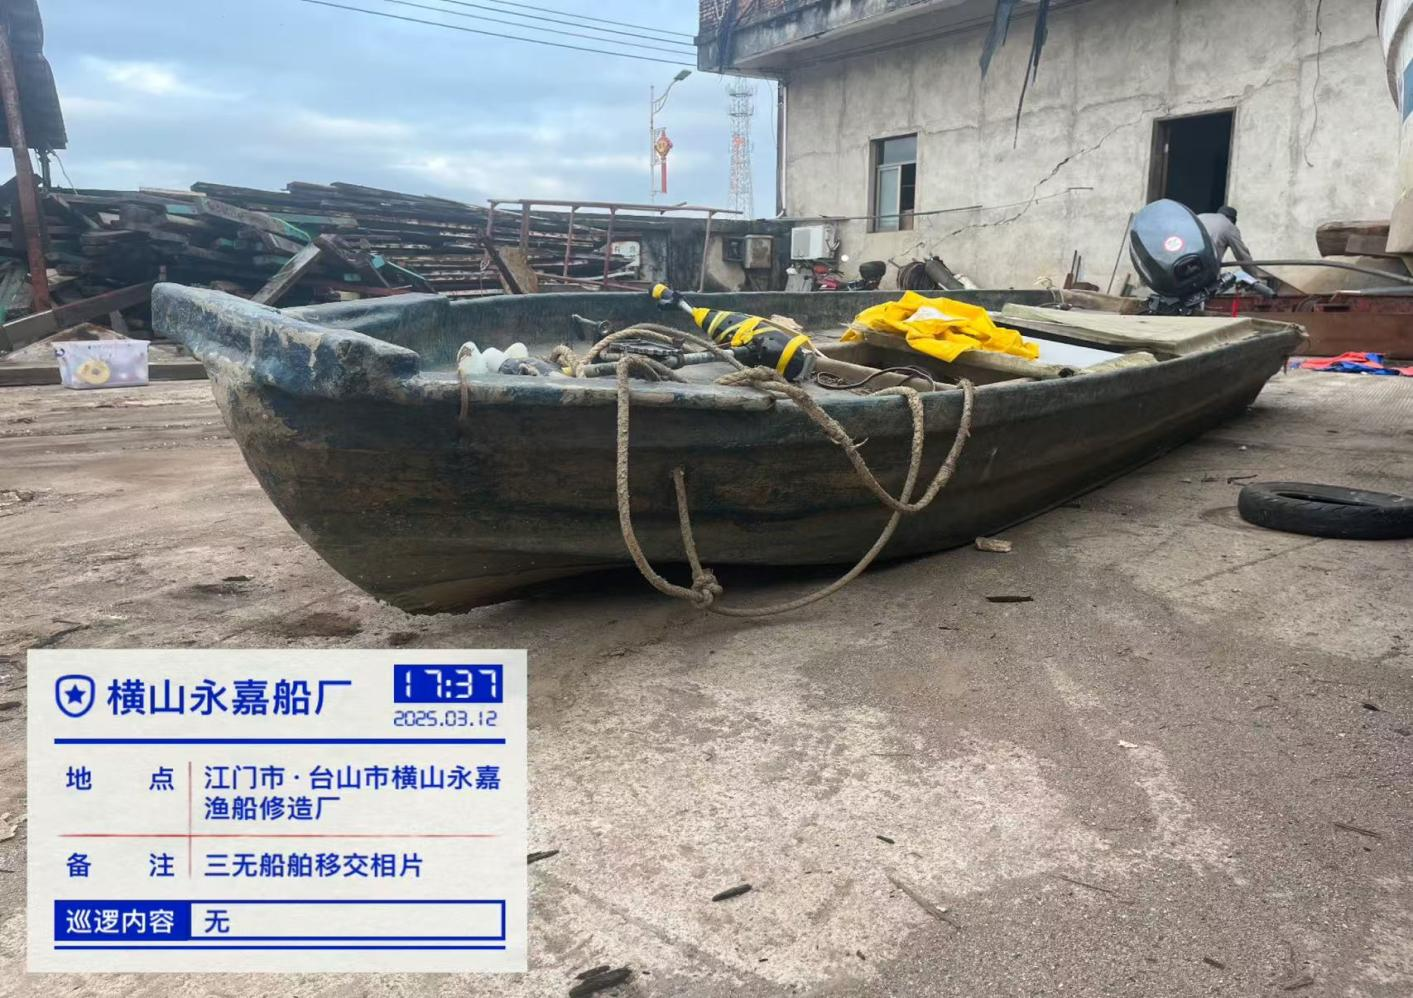 横山永嘉船厂
17:37
2025.03.12
地 点 江门市·台山市横山永嘉
渔船修造厂
备 注 三无船舶移交相片
巡逻内容 无